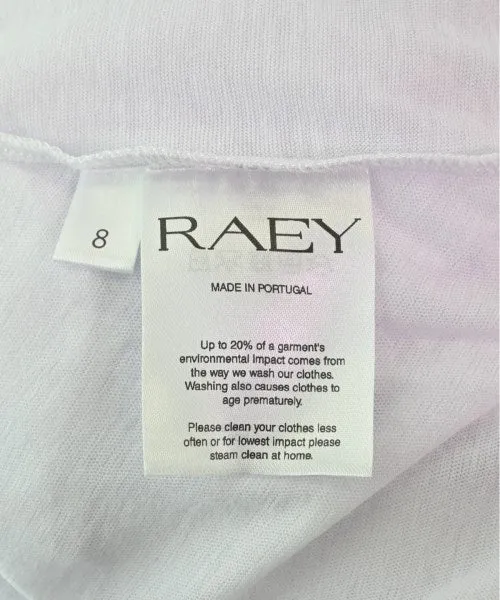 8
RAEY
MADE IN PORTUGAL
Up to 20% of a garment's
environmental impact comes from
the way we wash our clothes.
Washing also causes clothes to
age prematurely.
Please clean your clothes less
often or for lowest impact please
steam clean at home.